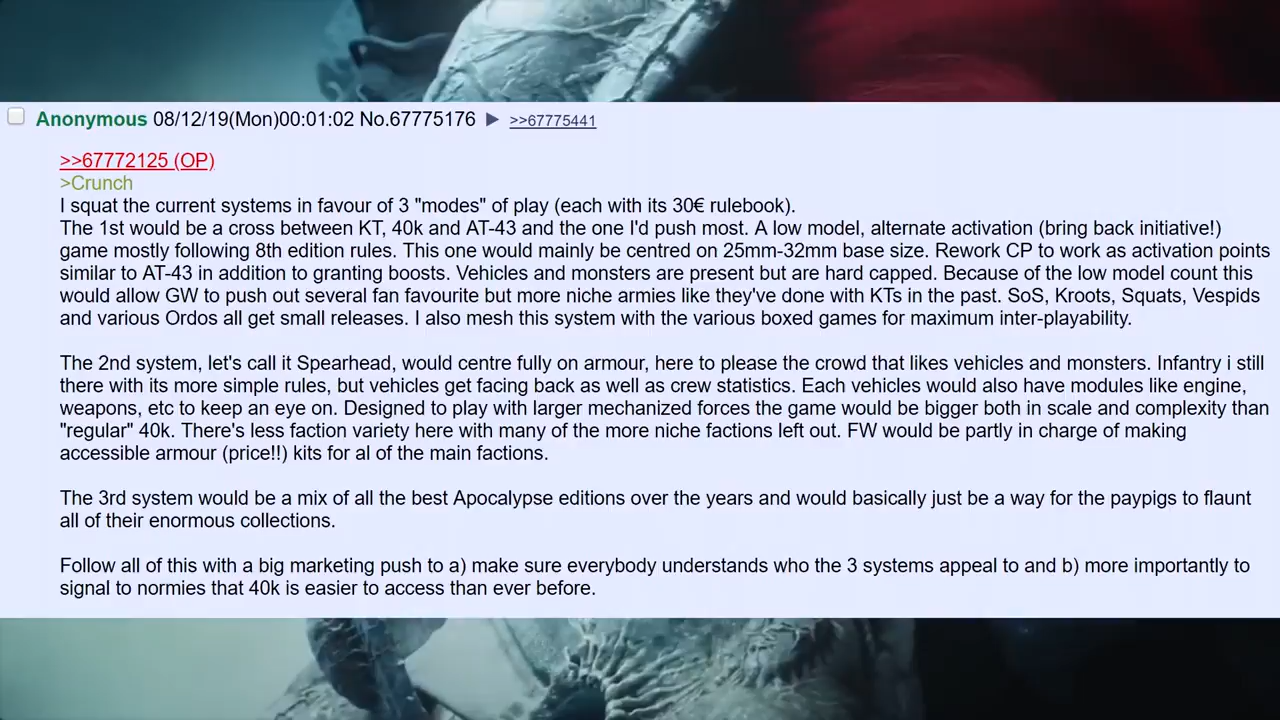 Anonymous 08/12/19(Mon)00:01:02 No.67775176 ▶ >>67775441
>>67772125 (OP)
>Crunch
I squat the current systems in favour of 3 "modes" of play (each with its 30€ rulebook).
The 1st would be a cross between KT, 40k and AT-43 and the one I'd push most. A low model, alternate activation (bring back initiative!)
game mostly following 8th edition rules. This one would mainly be centred on 25mm-32mm base size. Rework CP to work as activation points
similar to AT-43 in addition to granting boosts. Vehicles and monsters are present but are hard capped. Because of the low model count this
would allow GW to push out several fan favourite but more niche armies like they've done with KTs in the past. SoS, Kroots, Squats, Vespids
and various Ordos all get small releases. I also mesh this system with the various boxed games for maximum inter-playability.
The 2nd system, let's call it Spearhead, would centre fully on armour, here to please the crowd that likes vehicles and monsters. Infantry i still
there with its more simple rules, but vehicles get facing back as well as crew statistics. Each vehicles would also have modules like engine,
weapons, etc to keep an eye on. Designed to play with larger mechanized forces the game would be bigger both in scale and complexity than
"regular" 40k. There's less faction variety here with many of the more niche factions left out. FW would be partly in charge of making
accessible armour (price!!) kits for al of the main factions.
The 3rd system would be a mix of all the best Apocalypse editions over the years and would basically just be a way for the paypigs to flaunt
all of their enormous collections.
Follow all of this with a big marketing push to a) make sure everybody understands who the 3 systems appeal to and b) more importantly to
signal to normies that 40k is easier to access than ever before.